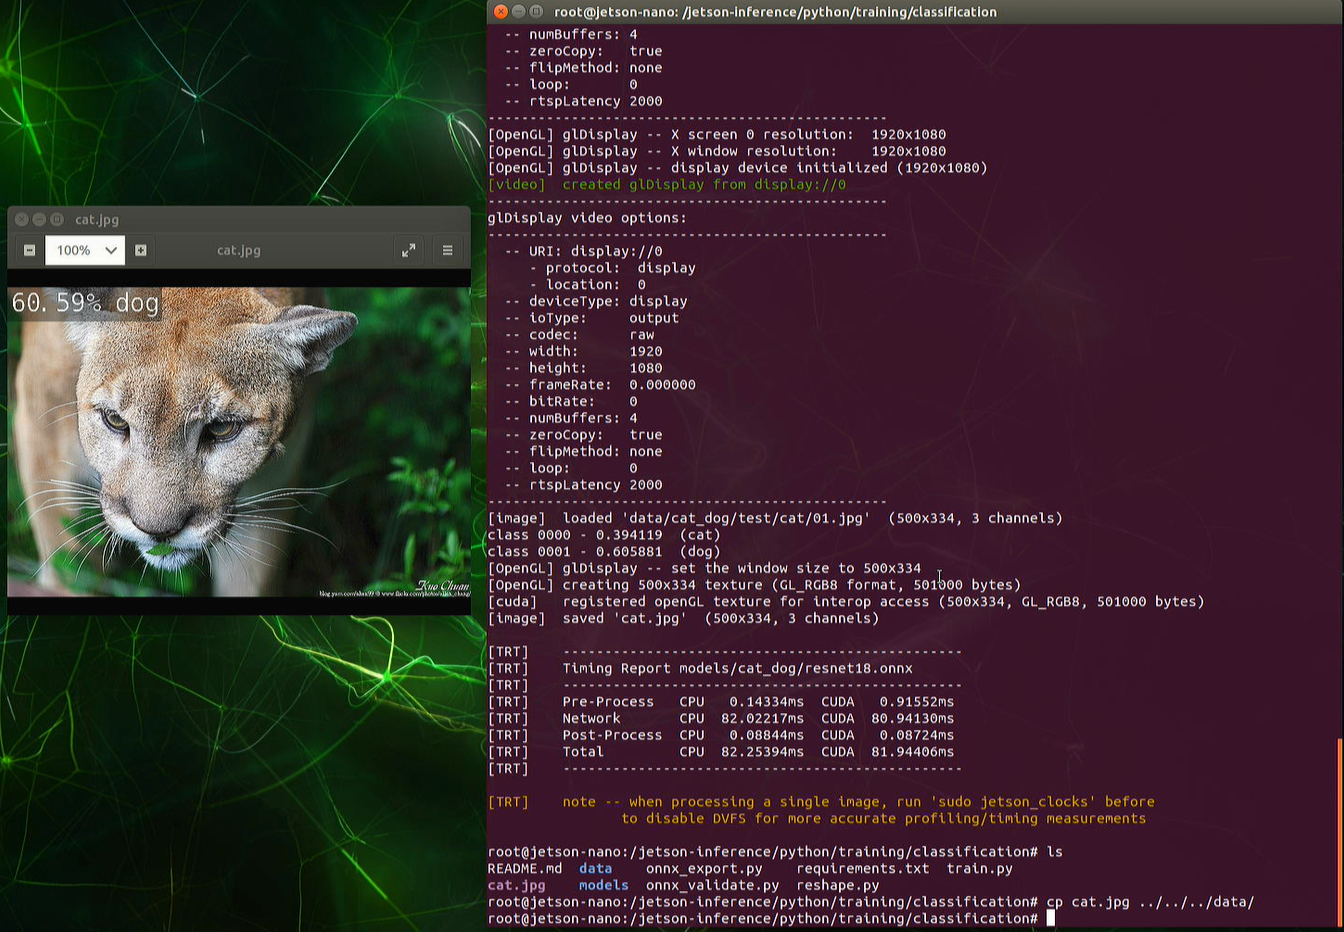 root@jetson-nano: /jetson-inference/python/training/classification
-- numBuffers: 4
-- zeroCopy: true
-- flipMethod: none
-- loop: 0
-- rtspLatency 2000
------------------------------------------------
[OpenGL] glDisplay -- X screen 0 resolution: 1920x1080
[OpenGL] glDisplay -- X window resolution: 1920x1080
[OpenGL] glDisplay -- display device initialized (1920x1080)
[video] created glDisplay from display://0
------------------------------------------------
glDisplay video options:
------------------------------------------------
-- URI: display://0
- protocol: display
- location: 0
-- deviceType: display
-- ioType: output
-- codec: raw
-- width: 1920
-- height: 1080
-- frameRate: 0.000000
-- bitRate: 0
-- numBuffers: 4
-- zeroCopy: true
-- flipMethod: none
-- loop: 0
-- rtspLatency 2000
------------------------------------------------
[image] loaded 'data/cat_dog/test/cat/01.jpg' (500x334, 3 channels)
class 0000 - 0.394119 (cat)
class 0001 - 0.605881 (dog)
[OpenGL] glDisplay -- set the window size to 500x334
[OpenGL] creating 500x334 texture (GL_RGB8 format, 501000 bytes)
[cuda] registered openGL texture for interop access (500x334, GL_RGB8, 501000 bytes)
[image] saved 'cat.jpg' (500x334, 3 channels)
[TRT] ------------------------------------------------
[TRT] Timing Report models/cat_dog/resnet18.onnx
[TRT] ------------------------------------------------
[TRT] Pre-Process CPU 0.14334ms CUDA 0.91552ms
[TRT] Network CPU 82.02217ms CUDA 80.94130ms
[TRT] Post-Process CPU 0.08844ms CUDA 0.08724ms
[TRT] Total CPU 82.25394ms CUDA 81.94406ms
[TRT] ------------------------------------------------
[TRT] note -- when processing a single image, run 'sudo jetson_clocks' before
to disable DVFS for more accurate profiling/timing measurements
root@jetson-nano:/jetson-inference/python/training/classification# ls
README.md data onnx_export.py requirements.txt train.py
cat.jpg models onnx_validate.py reshape.py
root@jetson-nano:/jetson-inference/python/training/classification# cp cat.jpg ../../../data/
root@jetson-nano:/jetson-inference/python/training/classification#
cat.jpg
100% cat.jpg
60.59% dog
Kuo Chuan